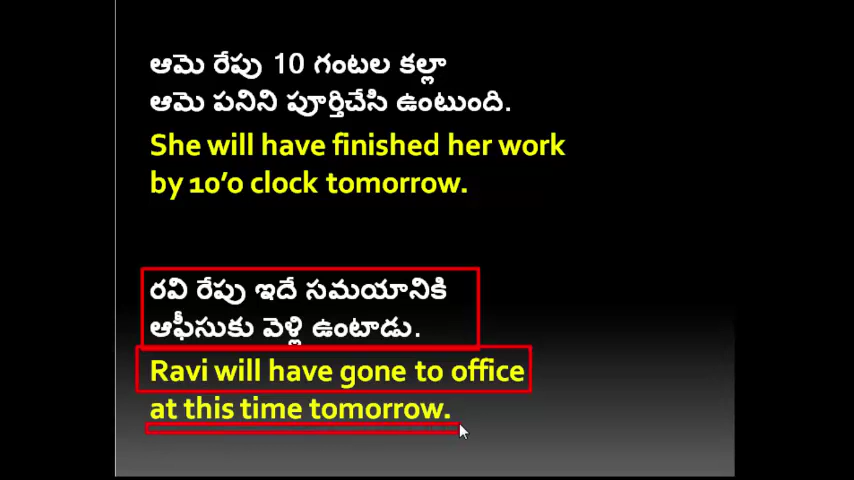 ఆమె రేపు 10 గంటల కల్లా
ఆమె పనిని పూర్తిచేసి ఉంటుంది.
She will have finished her work
by 10'o clock tomorrow.
రవి రేపు ఇదే సమయానికి
ఆఫీసుకు వెళ్లి ఉంటాడు.
Ravi will have gone to office
at this time tomorrow.